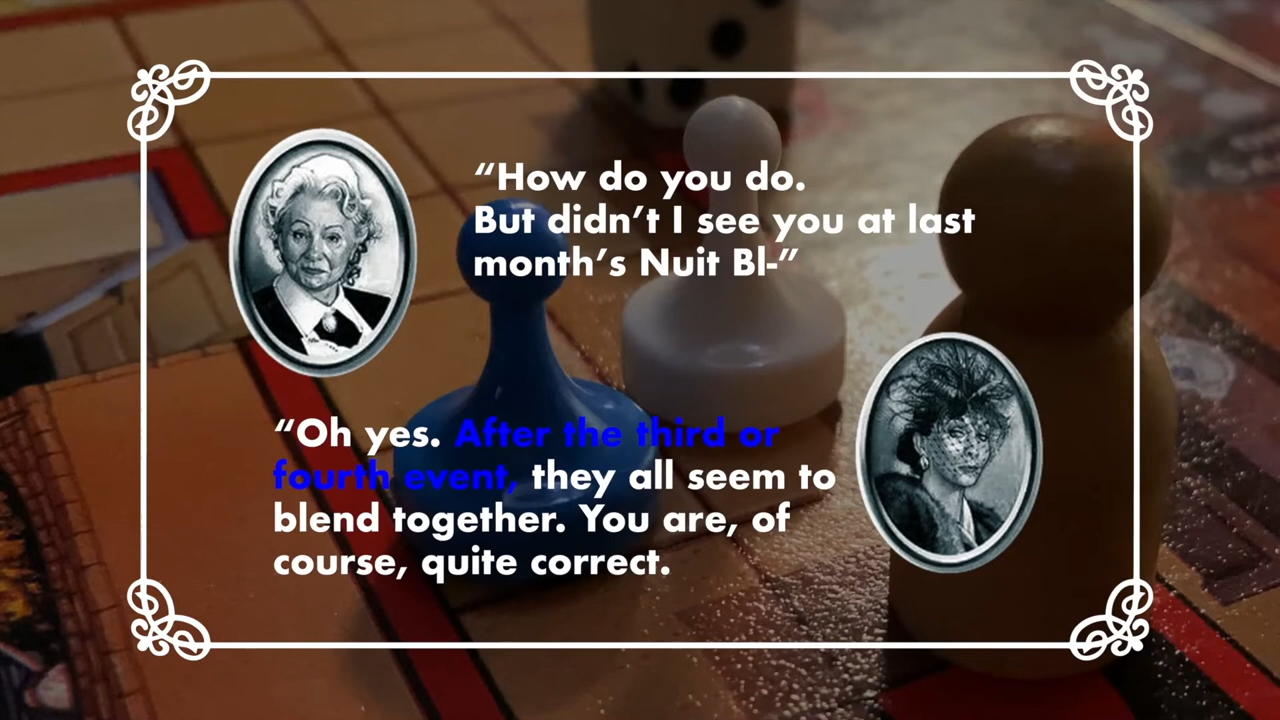 “How do you do.
But didn’t I see you at last
month’s Nuit Bl-”
“Oh yes. After the third or
fourth event, they all seem to
blend together. You are, of
course, quite correct.